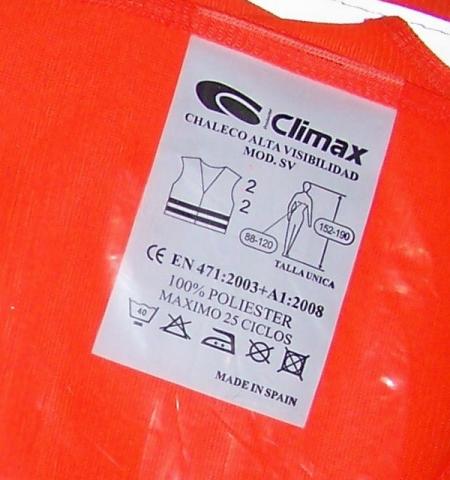 Climax
CHALECO ALTA VISIBILIDAD
MOD. SV
2
2
152-190
88-120
TALLA UNICA
CE EN 471:2003+A1:2008
100% POLIESTER
MAXIMO 25 CICLOS
40
MADE IN SPAIN